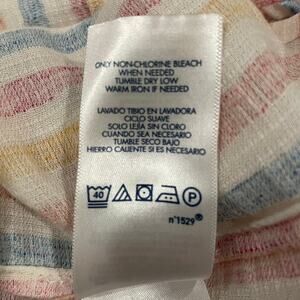 ONLY NON-CHLORINE BLEACH
WHEN NEEDED
TUMBLE DRY LOW
WARM IRON IF NEEDED
LAVADO TIBIO EN LAVADORA
CICLO SUAVE
SOLO LEJÍA SIN CLORO
CUANDO SEA NECESARIO
TUMBLE SECO BAJO
HIERRO CALIENTE SI ES NECESARIO
40 P
n°1529®